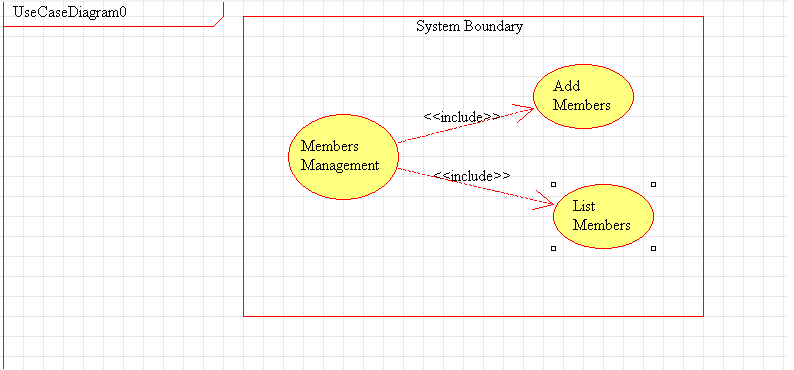 UseCaseDiagram0
System Boundary
Add
Members
<<include>>
Members
Management
<<include>>
List
Members